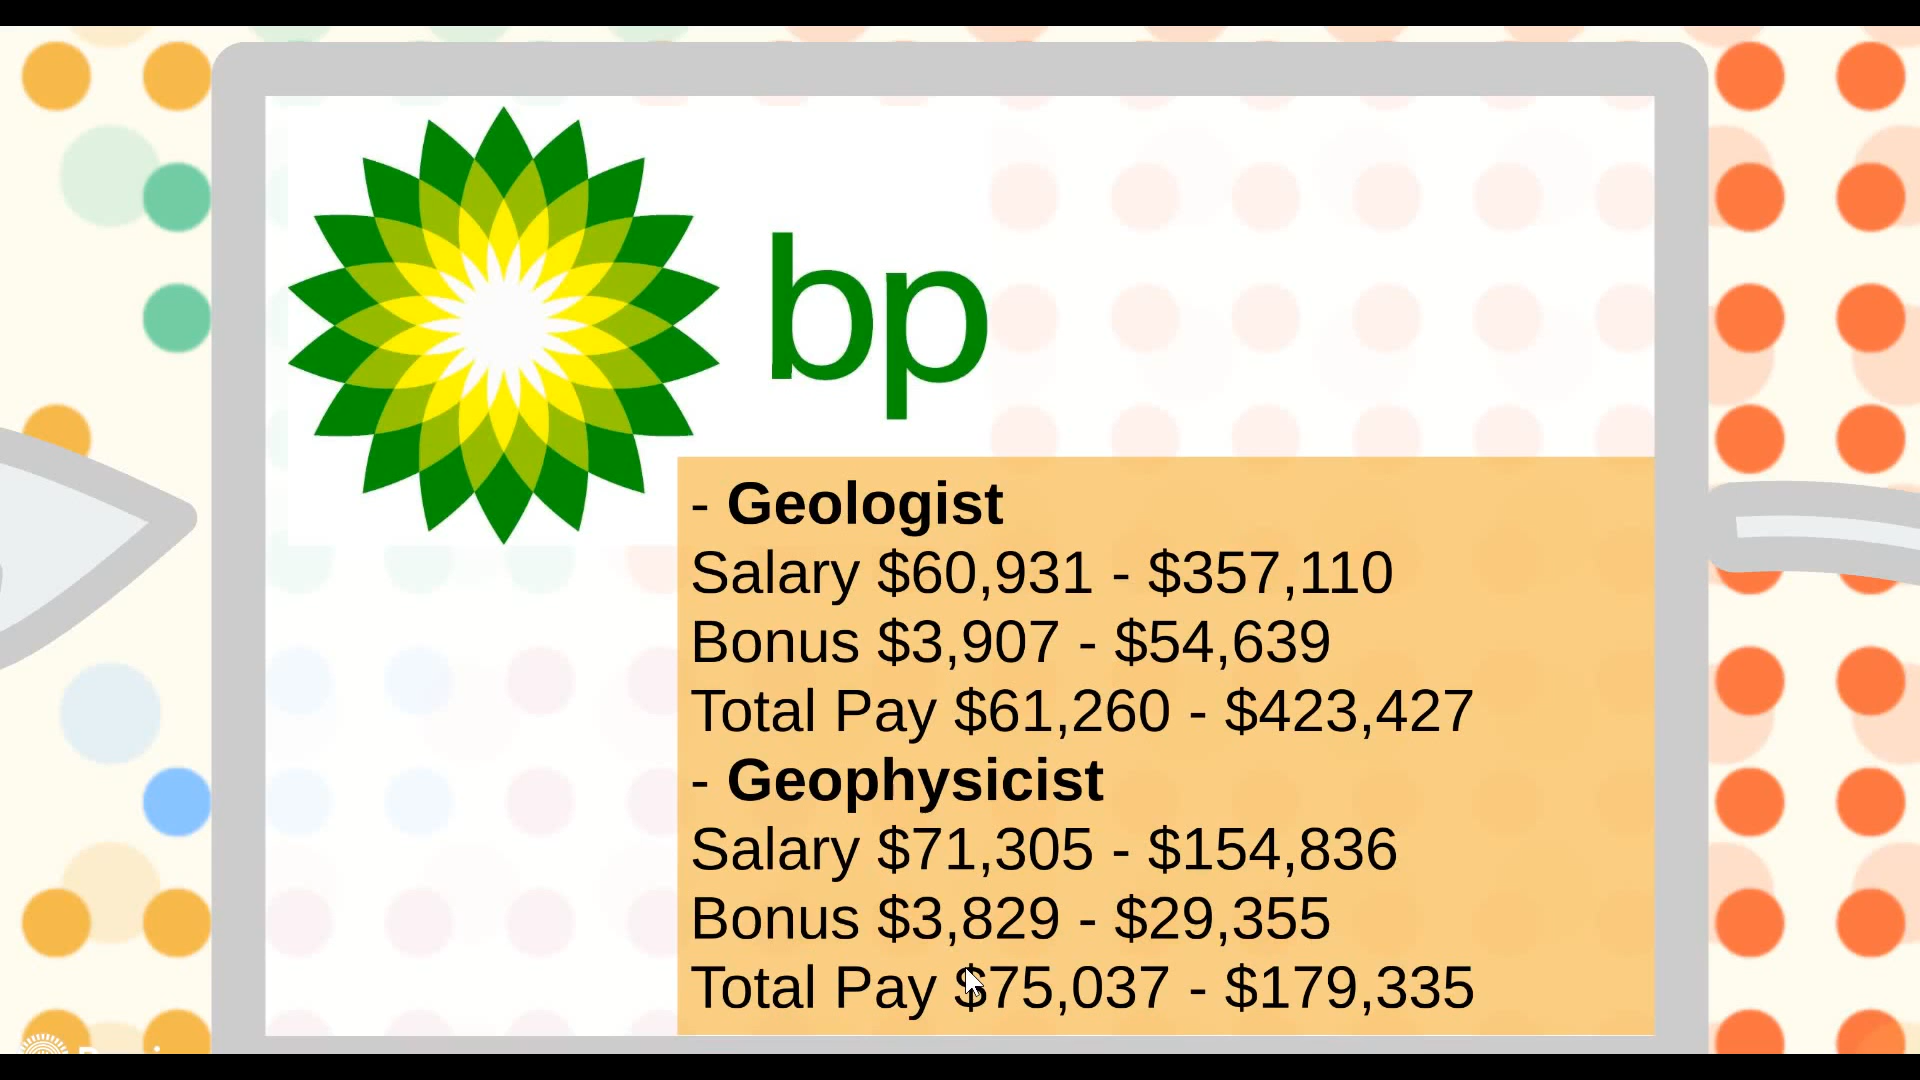 bp
- Geologist
Salary $60,931 - $357,110
Bonus $3,907 - $54,639
Total Pay $61,260 - $423,427
- Geophysicist
Salary $71,305 - $154,836
Bonus $3,829 - $29,355
Total Pay $75,037 - $179,335